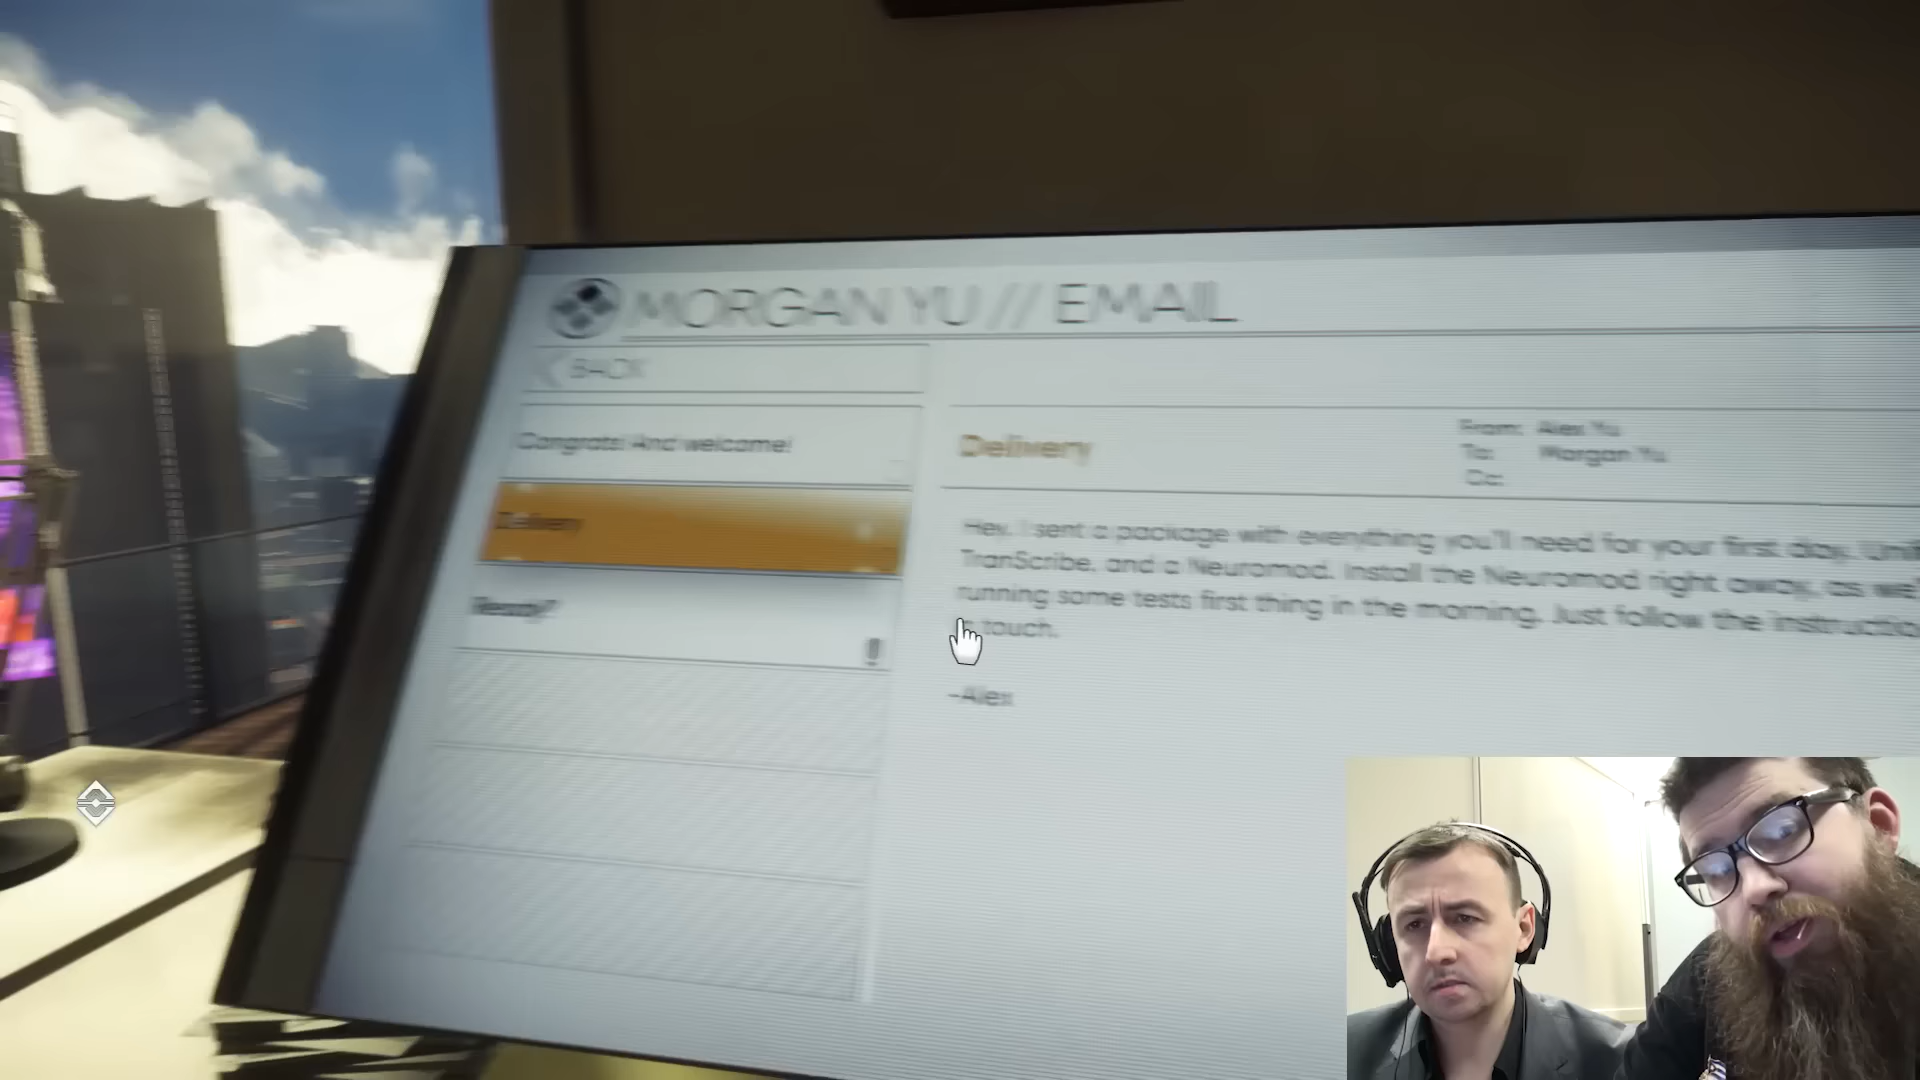 MORGAN YU // EMAIL
BACK
Congrats! And welcome!
Delivery
Ready?
Delivery
From: Alex Yu
To: Morgan Yu
Cc:
Hey. I sent a package with everything you'll need for your first day.
TranScribe, and a Neuromod. Install the Neuromod right away, as
running some tests first thing in the morning. Just follow the
touch.
-Alex